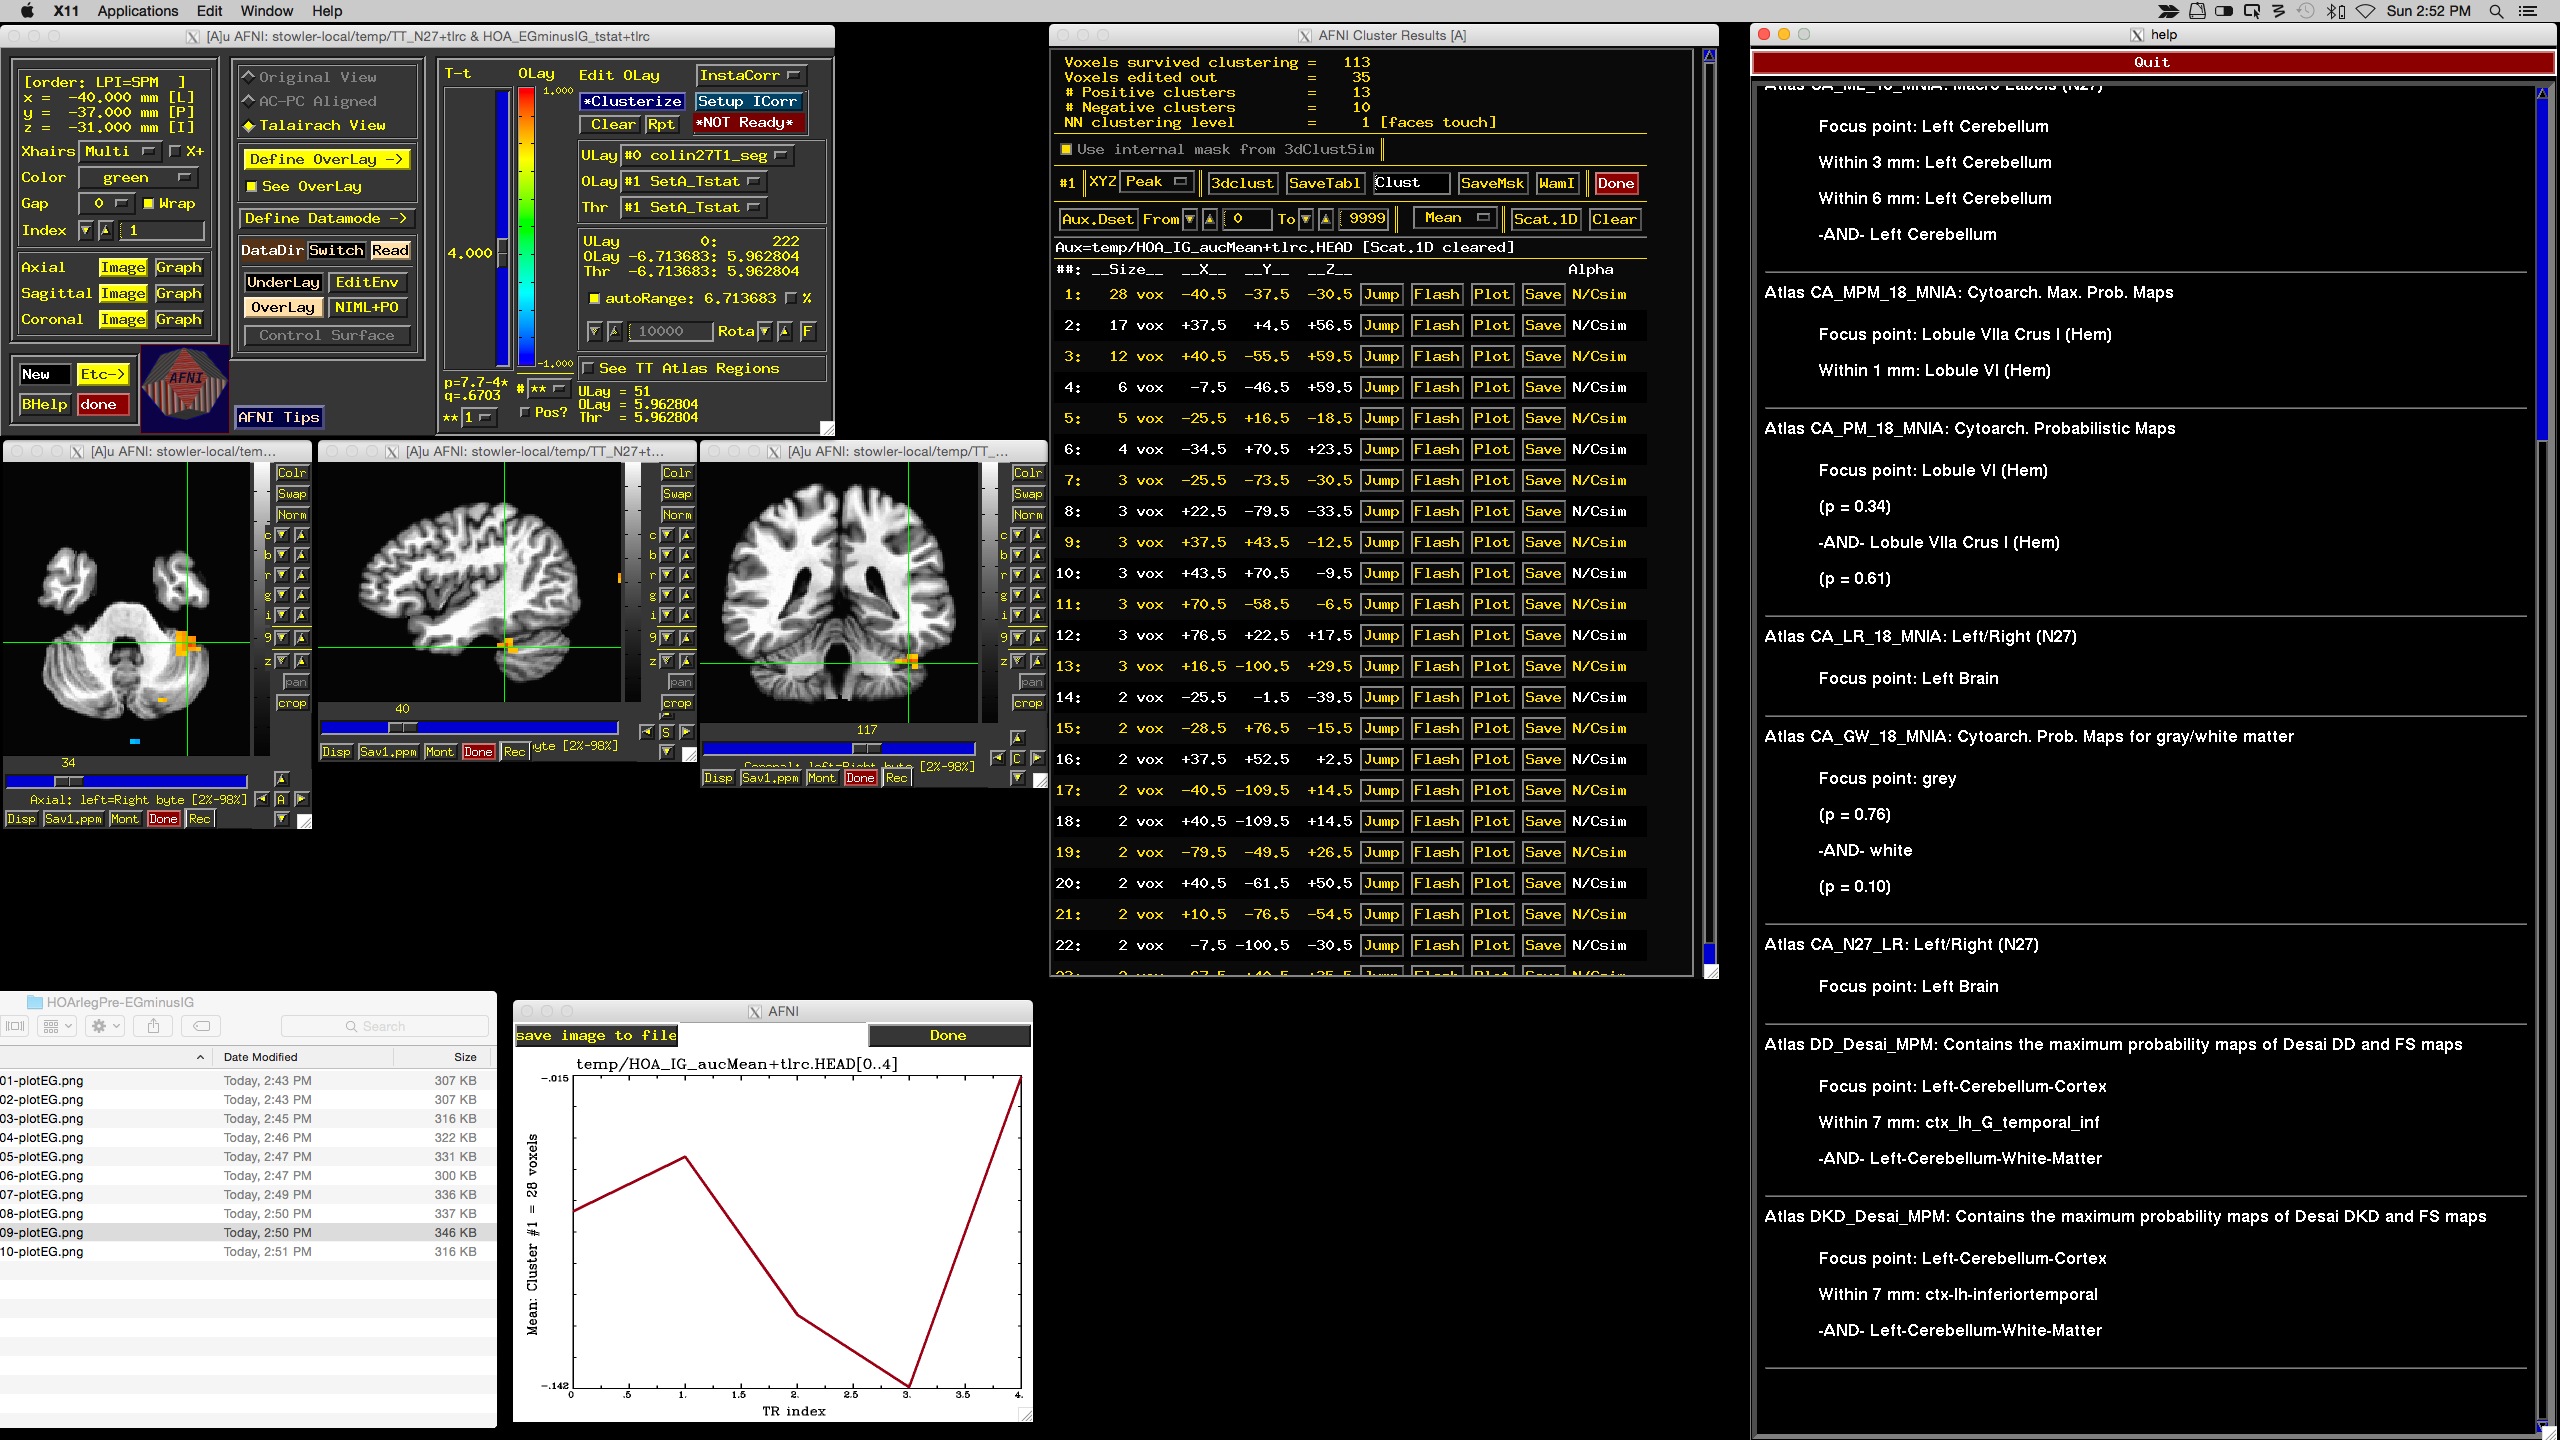 X11 Applications Edit Window Help
Sun 2:52 PM
[A]u AFNI: stowler-local/temp/TT_N27+tlrc & HOA_EGminusIG_tstat+tlrc
[order: LPI=SPM ]
x = -40.000 mm [L]
y = -37.000 mm [P]
z = -31.000 mm [I]
Xhairs Multi X+
Color green
Gap 0 Wrap
Index 1
Axial Image Graph
Sagittal Image Graph
Coronal Image Graph
New Etc->
BHelp done
AFNI
AFNI Tips
Original View
AC-PC Aligned
Talairach View
Define OverLay ->
See OverLay
Define Datamode ->
DataDir Switch Read
UnderLay EditEnv
OverLay NIML+PO
Control Surface
T-t OLay
4.000
1.000
-1.000
p=7.7-4*
q=.6703
** 1
# **
Pos?
Edit OLay InstaCorr
*Clusterize Setup ICorr
Clear Rpt *NOT Ready*
ULay #0 colin27T1_seg
OLay #1 SetA_Tstat
Thr #1 SetA_Tstat
ULay 0: 222
OLay -6.713683: 5.962804
Thr -6.713683: 5.962804
autoRange: 6.713683 %
10000 Rota F
See TT Atlas Regions
ULay = 51
OLay = 5.962804
Thr = 5.962804
[A]u AFNI: stowler-local/tem...
Colr
Swap
Norm
c
b
r
g
i
9
z
pan
crop
34
Axial: left=Right byte [2%-98%]
A
Disp Sav1.ppm Mont Done Rec
[A]u AFNI: stowler-local/temp/TT_N27+t...
Colr
Swap
Norm
c
b
r
g
i
9
z
pan
crop
40
S
Disp Sav1.ppm Mont Done Rec yte [2%-98%]
[A]u AFNI: stowler-local/temp/TT_...
Colr
Swap
Norm
c
b
r
g
i
9
z
pan
crop
117
Coronal: left=Right byte [2%-98%]
C
Disp Sav1.ppm Mont Done Rec
HOArlegPre-EGminusIG
Search
Date Modified Size
01-plotEG.png Today, 2:43 PM 307 KB
02-plotEG.png Today, 2:43 PM 307 KB
03-plotEG.png Today, 2:45 PM 316 KB
04-plotEG.png Today, 2:46 PM 322 KB
05-plotEG.png Today, 2:47 PM 331 KB
06-plotEG.png Today, 2:47 PM 300 KB
07-plotEG.png Today, 2:49 PM 336 KB
08-plotEG.png Today, 2:50 PM 337 KB
09-plotEG.png Today, 2:50 PM 346 KB
10-plotEG.png Today, 2:51 PM 316 KB
AFNI
save image to file Done
temp/HOA_IG_aucMean+tlrc.HEAD[0..4]
-.015
-.142
Mean: Cluster #1 = 28 voxels
0 .5 1. 1.5 2. 2.5 3. 3.5 4.
TR index
AFNI Cluster Results [A]
Voxels survived clustering = 113
Voxels edited out = 35
# Positive clusters = 13
# Negative clusters = 10
NN clustering level = 1 [faces touch]
Use internal mask from 3dClustSim
#1 XYZ Peak 3dclust SaveTabl Clust SaveMsk WamI Done
Aux.Dset From 0 To 9999 Mean Scat.1D Clear
Aux=temp/HOA_IG_aucMean+tlrc.HEAD [Scat.1D cleared]
##: __Size__ __X__ __Y__ __Z__ Alpha
1: 28 vox -40.5 -37.5 -30.5 Jump Flash Plot Save N/Csim
2: 17 vox +37.5 +4.5 +56.5 Jump Flash Plot Save N/Csim
3: 12 vox +40.5 -55.5 +59.5 Jump Flash Plot Save N/Csim
4: 6 vox -7.5 -46.5 +59.5 Jump Flash Plot Save N/Csim
5: 5 vox -25.5 +16.5 -18.5 Jump Flash Plot Save N/Csim
6: 4 vox -34.5 +70.5 +23.5 Jump Flash Plot Save N/Csim
7: 3 vox -25.5 -73.5 -30.5 Jump Flash Plot Save N/Csim
8: 3 vox +22.5 -79.5 -33.5 Jump Flash Plot Save N/Csim
9: 3 vox +37.5 +43.5 -12.5 Jump Flash Plot Save N/Csim
10: 3 vox +43.5 +70.5 -9.5 Jump Flash Plot Save N/Csim
11: 3 vox +70.5 -58.5 -6.5 Jump Flash Plot Save N/Csim
12: 3 vox +76.5 +22.5 +17.5 Jump Flash Plot Save N/Csim
13: 3 vox +16.5 -100.5 +29.5 Jump Flash Plot Save N/Csim
14: 2 vox -25.5 -1.5 -39.5 Jump Flash Plot Save N/Csim
15: 2 vox -28.5 +76.5 -15.5 Jump Flash Plot Save N/Csim
16: 2 vox +37.5 +52.5 +2.5 Jump Flash Plot Save N/Csim
17: 2 vox -40.5 -109.5 +14.5 Jump Flash Plot Save N/Csim
18: 2 vox +40.5 -109.5 +14.5 Jump Flash Plot Save N/Csim
19: 2 vox -79.5 -49.5 +26.5 Jump Flash Plot Save N/Csim
20: 2 vox +40.5 -61.5 +50.5 Jump Flash Plot Save N/Csim
21: 2 vox +10.5 -76.5 -54.5 Jump Flash Plot Save N/Csim
22: 2 vox -7.5 -100.5 -30.5 Jump Flash Plot Save N/Csim
help
Quit
Atlas CA_ML_18_MNIA: Macro Labels (N27)
Focus point: Left Cerebellum
Within 3 mm: Left Cerebellum
Within 6 mm: Left Cerebellum
-AND- Left Cerebellum
Atlas CA_MPM_18_MNIA: Cytoarch. Max. Prob. Maps
Focus point: Lobule VIIa Crus I (Hem)
Within 1 mm: Lobule VI (Hem)
Atlas CA_PM_18_MNIA: Cytoarch. Probabilistic Maps
Focus point: Lobule VI (Hem)
(p = 0.34)
-AND- Lobule VIIa Crus I (Hem)
(p = 0.61)
Atlas CA_LR_18_MNIA: Left/Right (N27)
Focus point: Left Brain
Atlas CA_GW_18_MNIA: Cytoarch. Prob. Maps for gray/white matter
Focus point: grey
(p = 0.76)
-AND- white
(p = 0.10)
Atlas CA_N27_LR: Left/Right (N27)
Focus point: Left Brain
Atlas DD_Desai_MPM: Contains the maximum probability maps of Desai DD and FS maps
Focus point: Left-Cerebellum-Cortex
Within 7 mm: ctx_lh_G_temporal_inf
-AND- Left-Cerebellum-White-Matter
Atlas DKD_Desai_MPM: Contains the maximum probability maps of Desai DKD and FS maps
Focus point: Left-Cerebellum-Cortex
Within 7 mm: ctx-lh-inferiortemporal
-AND- Left-Cerebellum-White-Matter